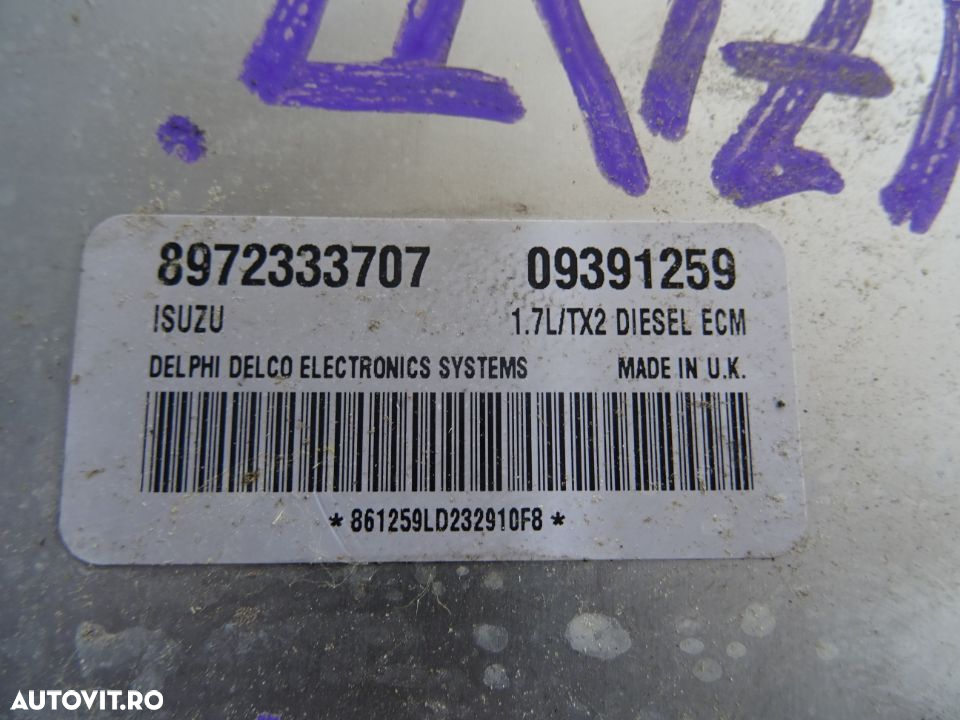 8972333707 09391259
ISUZU 1.7L/TX2 DIESEL ECM
DELPHI DELCO ELECTRONICS SYSTEMS MADE IN U.K.
*861259LD232910F8*
AUTOVIT.RO